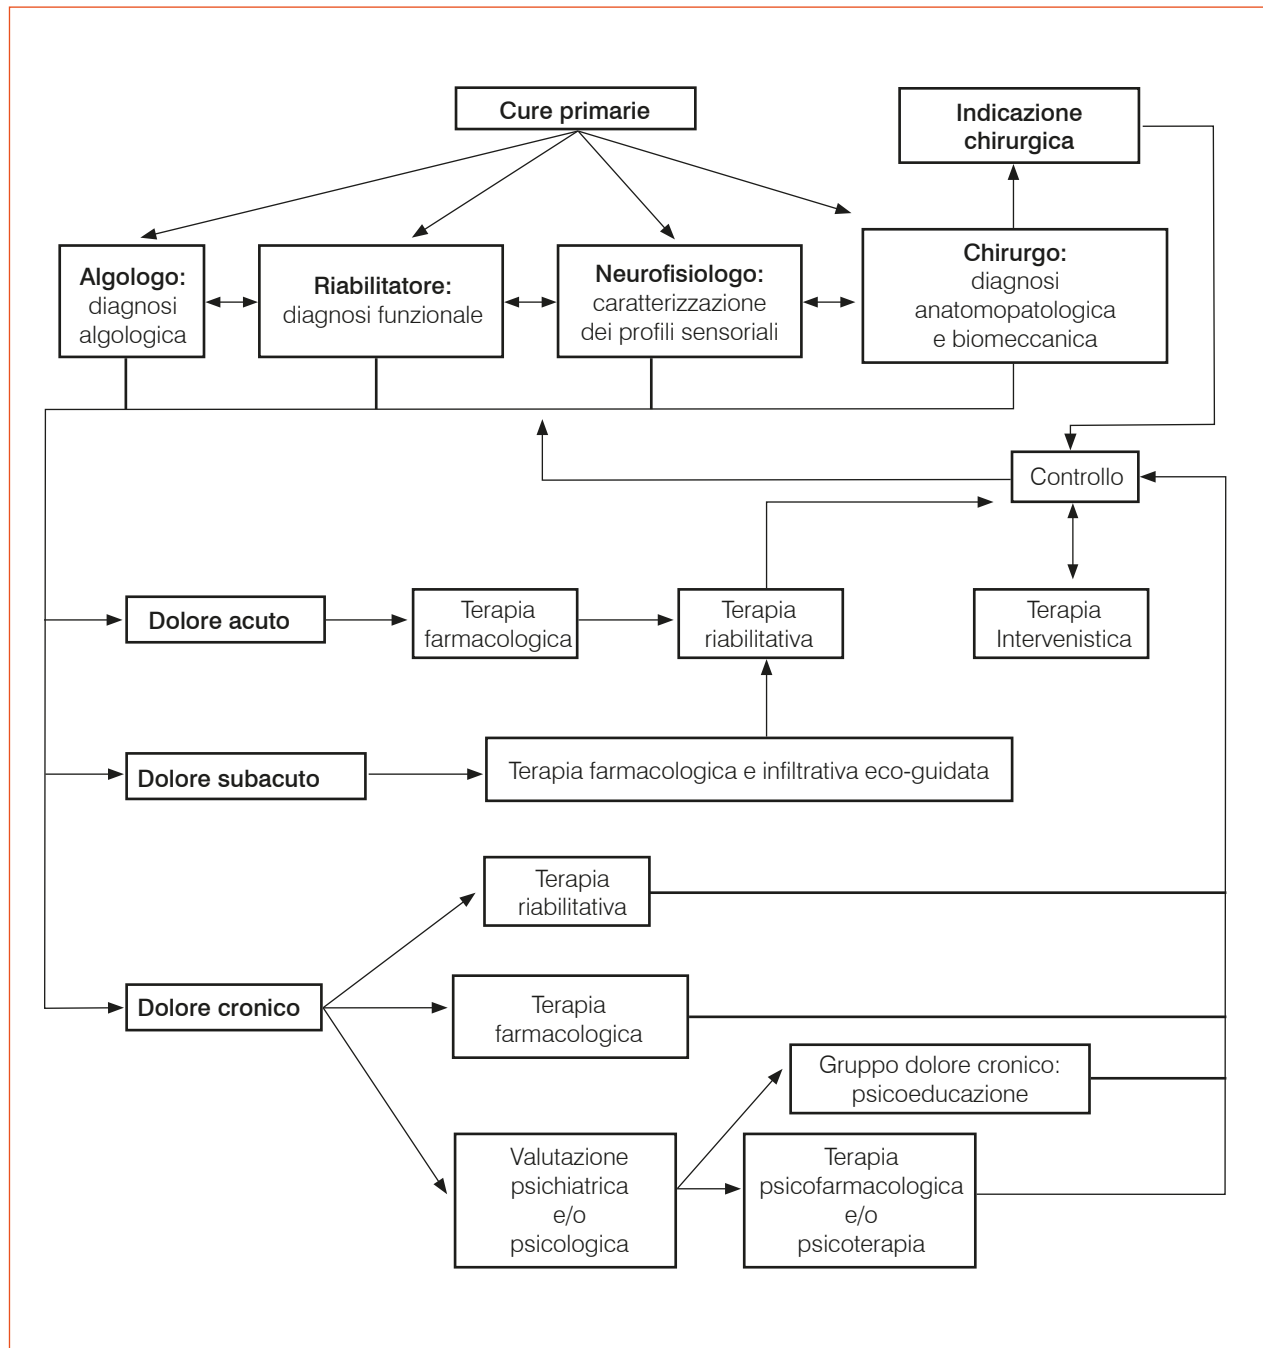 Cure primarie
Indicazione
chirurgica
Algologo:
diagnosi
algologica
Riabilitatore:
diagnosi funzionale
Neurofisiologo:
caratterizzazione
dei profili sensoriali
Chirurgo:
diagnosi
anatomopatologica
e biomeccanica
Controllo
Dolore acuto
Terapia
farmacologica
Terapia
riabilitativa
Terapia
Intervenistica
Dolore subacuto
Terapia farmacologica e infiltrativa eco-guidata
Terapia
riabilitativa
Dolore cronico
Terapia
farmacologica
Gruppo dolore cronico:
psicoeducazione
Valutazione
psichiatrica
e/o
psicologica
Terapia
psicofarmacologica
e/o
psicoterapia